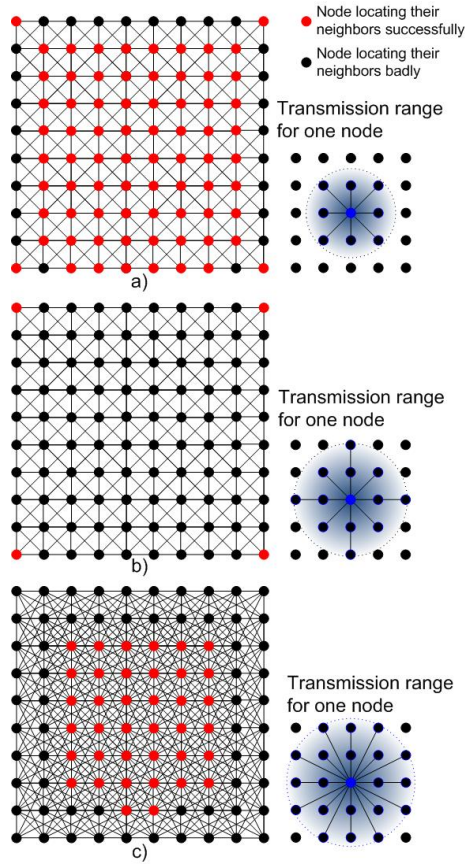 Node locating their
neighbors successfully
Node locating their
neighbors badly
Transmission range
for one node
a)
Transmission range
for one node
b)
Transmission range
for one node
c)